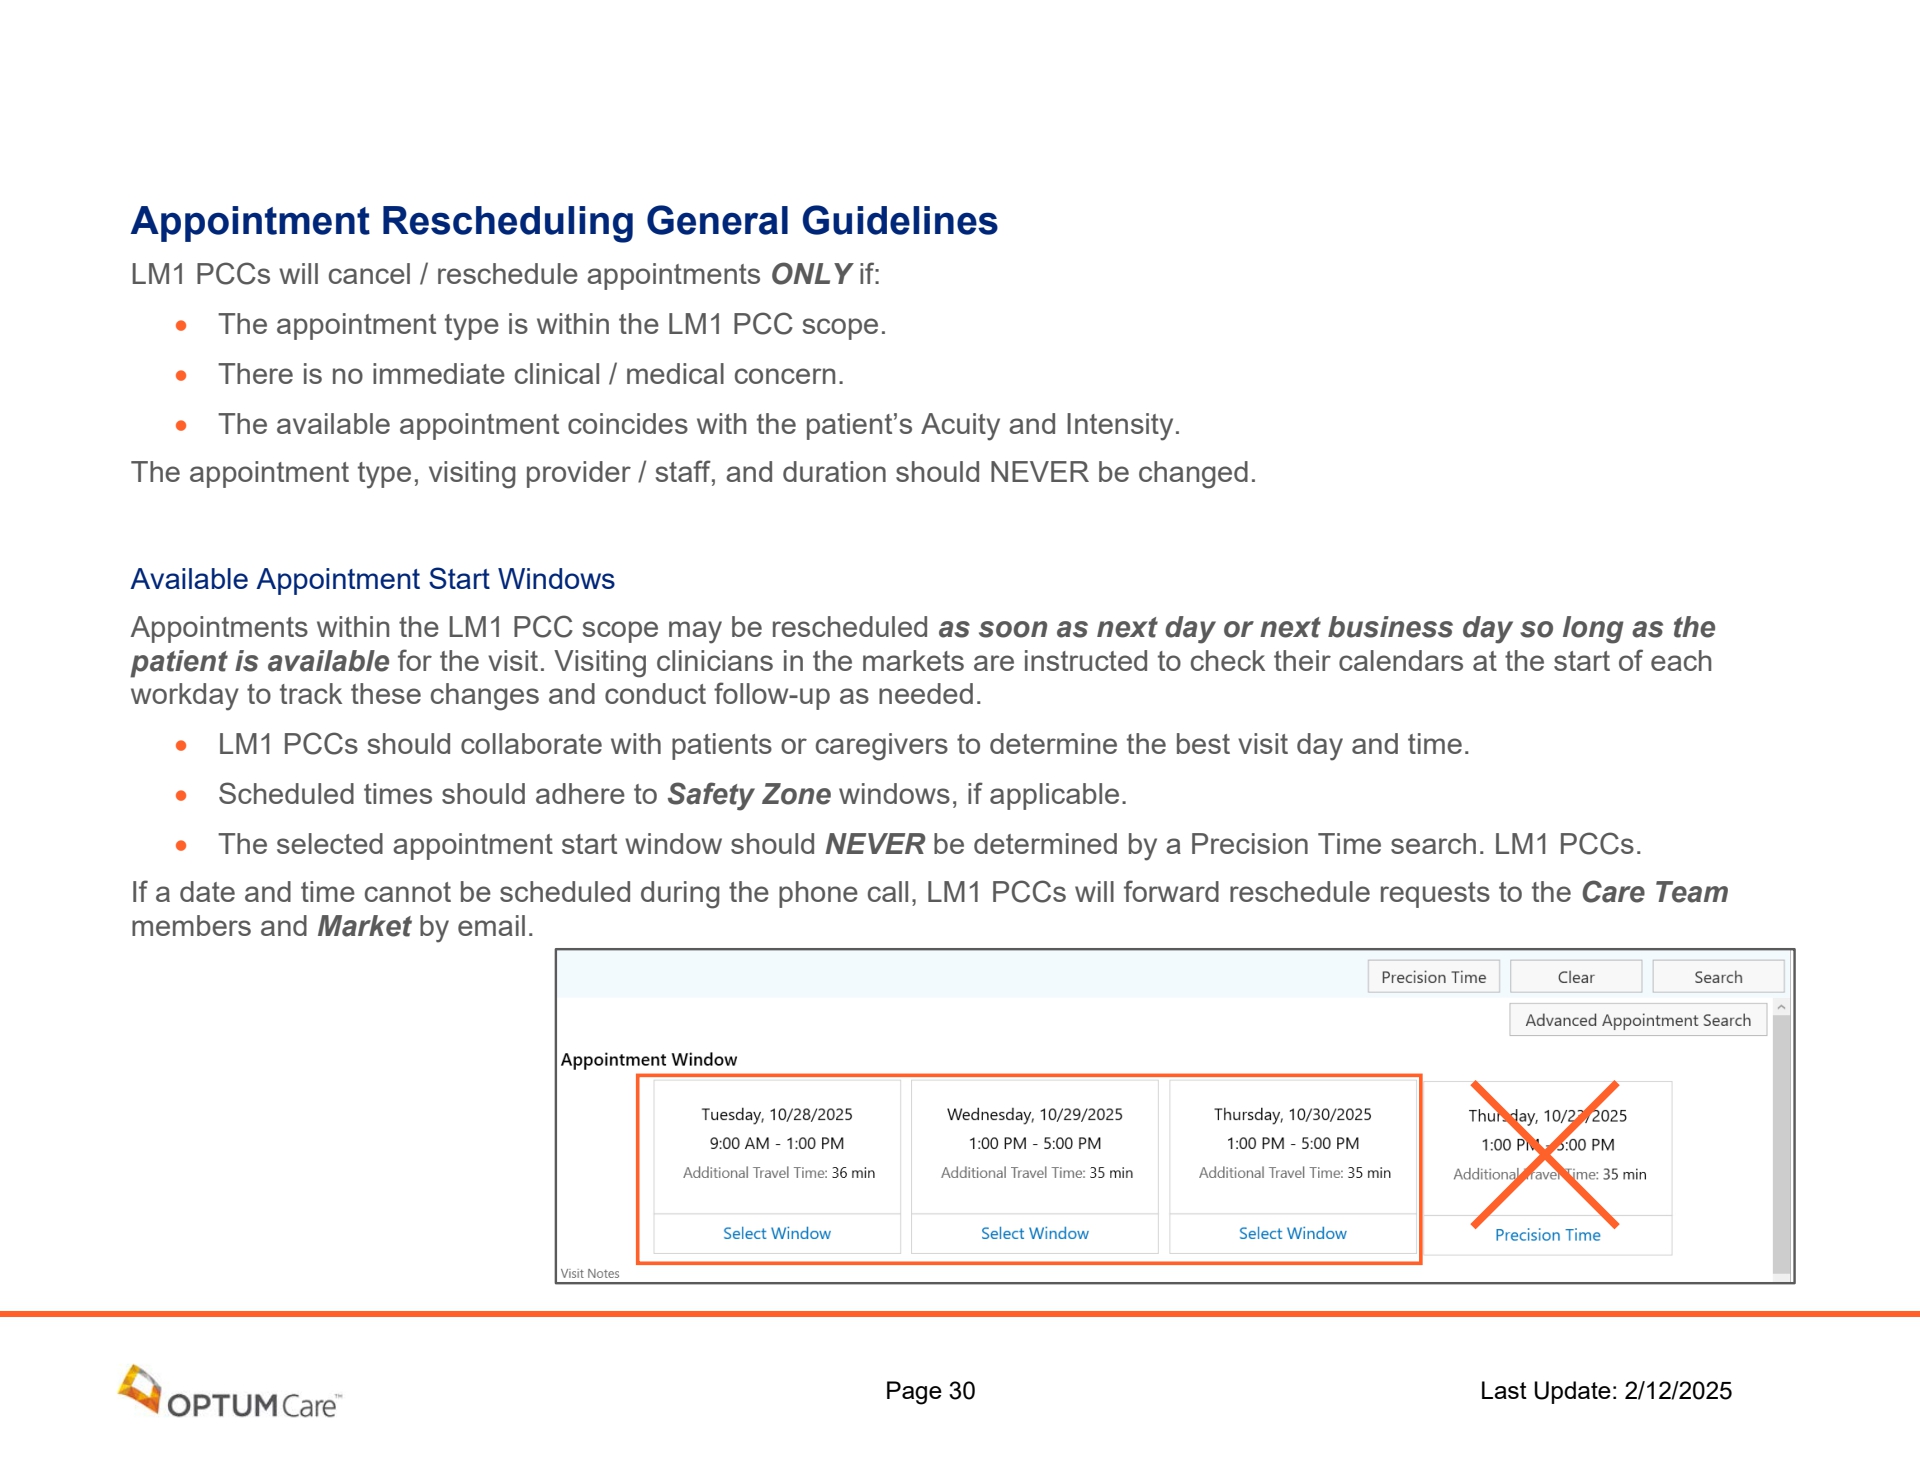 Appointment Rescheduling General Guidelines
LM1 PCCs will cancel / reschedule appointments ONLY if:
• The appointment type is within the LM1 PCC scope.
• There is no immediate clinical / medical concern.
• The available appointment coincides with the patient's Acuity and Intensity.
The appointment type, visiting provider / staff, and duration should NEVER be changed.
Available Appointment Start Windows
Appointments within the LM1 PCC scope may be rescheduled as soon as next day or next business day so long as the
patient is available for the visit. Visiting clinicians in the markets are instructed to check their calendars at the start of each
workday to track these changes and conduct follow-up as needed.
• LM1 PCCs should collaborate with patients or caregivers to determine the best visit day and time.
• Scheduled times should adhere to Safety Zone windows, if applicable.
• The selected appointment start window should NEVER be determined by a Precision Time search. LM1 PCCs.
If a date and time cannot be scheduled during the phone call, LM1 PCCs will forward reschedule requests to the Care Team
members and Market by email.
Precision Time Clear Search
Advanced Appointment Search
Appointment Window
Tuesday, 10/28/2025
9:00 AM - 1:00 PM
Additional Travel Time: 36 min
Select Window
Wednesday, 10/29/2025
1:00 PM - 5:00 PM
Additional Travel Time: 35 min
Select Window
Thursday, 10/30/2025
1:00 PM - 5:00 PM
Additional Travel Time: 35 min
Select Window
Thursday,
1:00 PM - 5:00 PM
Additional Travel Time: 35 min
Precision Time
Visit Notes
OPTUM Care™
Page 30
Last Update: 2/12/2025